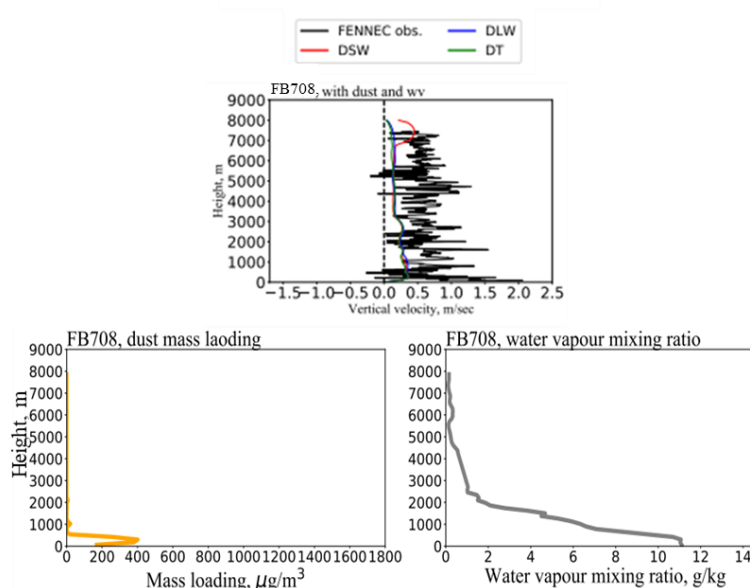 FENNEC obs.
DLW
DSW
DT
FB708, with dust and wv
9000
8000
7000
6000
5000
4000
3000
2000
1000
0
Height, m
−1.5−1.0−0.5 0.0 0.5 1.0 1.5 2.0 2.5
Vertical velocity, m/sec
FB708, dust mass laoding
9000
8000
7000
6000
5000
4000
3000
2000
1000
0
Height, m
0 200 400 600 800 1000 1200 1400 1600 1800
Mass loading, μg/m³
FB708, water vapour mixing ratio
9000
8000
7000
6000
5000
4000
3000
2000
1000
0
0 2 4 6 8 10 12 14
Water vapour mixing ratio, g/kg